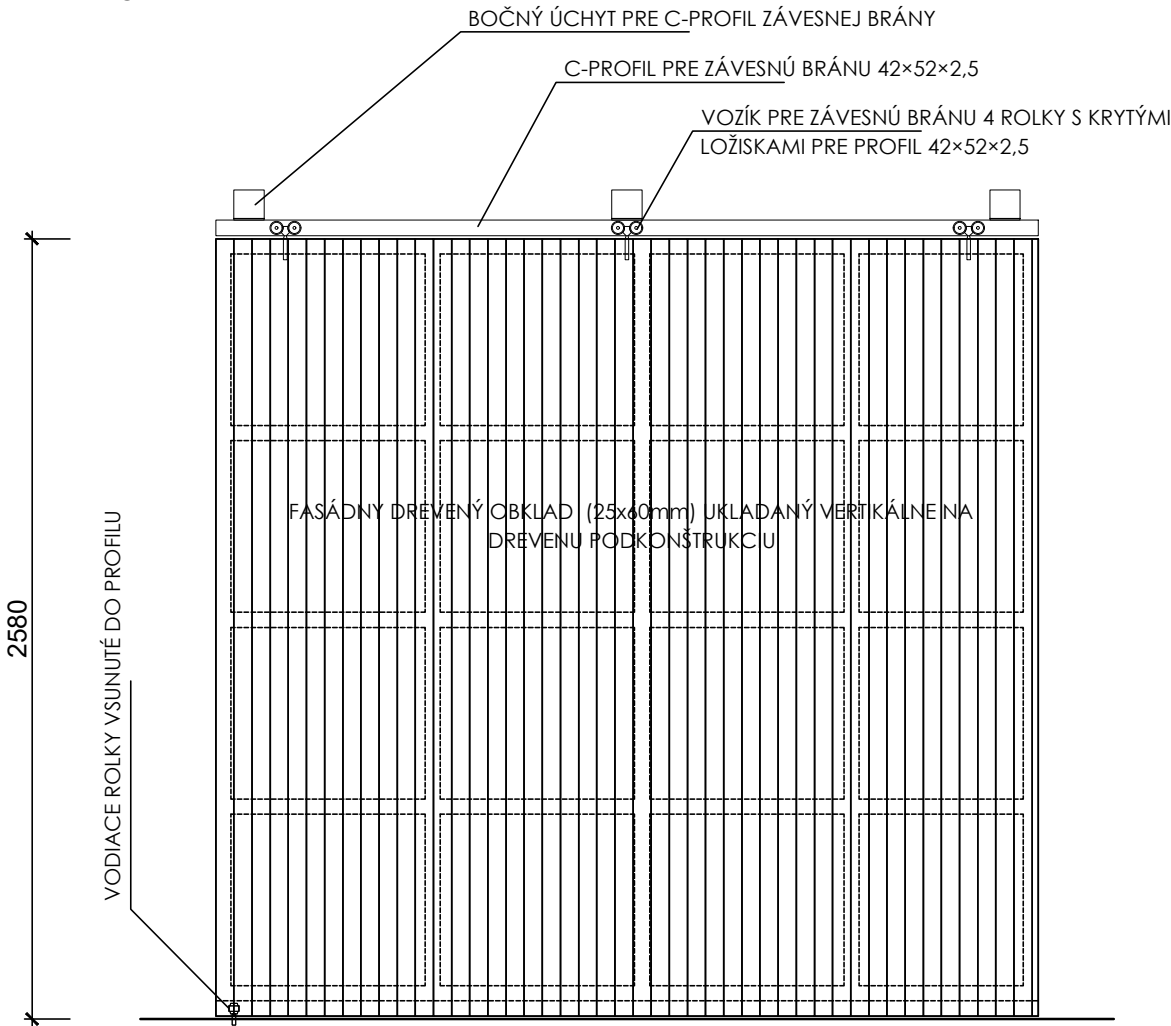 BOČNÝ ÚCHYT PRE C-PROFIL ZÁVESNEJ BRÁNY
C-PROFIL PRE ZÁVESNÚ BRÁNU 42×52×2,5
VOZÍK PRE ZÁVESNÚ BRÁNU 4 ROLKY S KRYTÝMI
LOŽISKAMI PRE PROFIL 42×52×2,5
FASÁDNY DREVENÝ OBKLAD (25x60mm) UKLADANÝ VERTIKÁLNE NA
DREVENU PODKONŠTRUKCIU
VODIACE ROLKY VSUNUTÉ DO PROFILU
2580